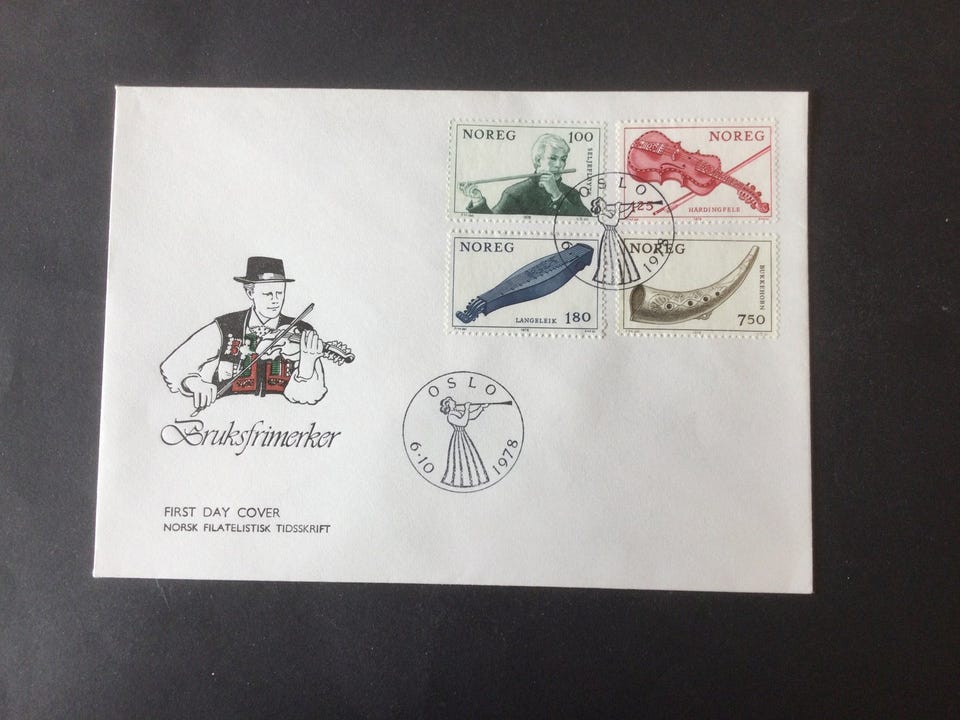 NOREG 100
SELJEFLØYTE
NOREG
125
HARDINGFELE
NOREG
LANGELEIK 180
NOREG
BUKKEHORN
750
OSLO
1978
Bruksfrimerker
OSLO
6·10 1978
FIRST DAY COVER
NORSK FILATELISTISK TIDSSKRIFT